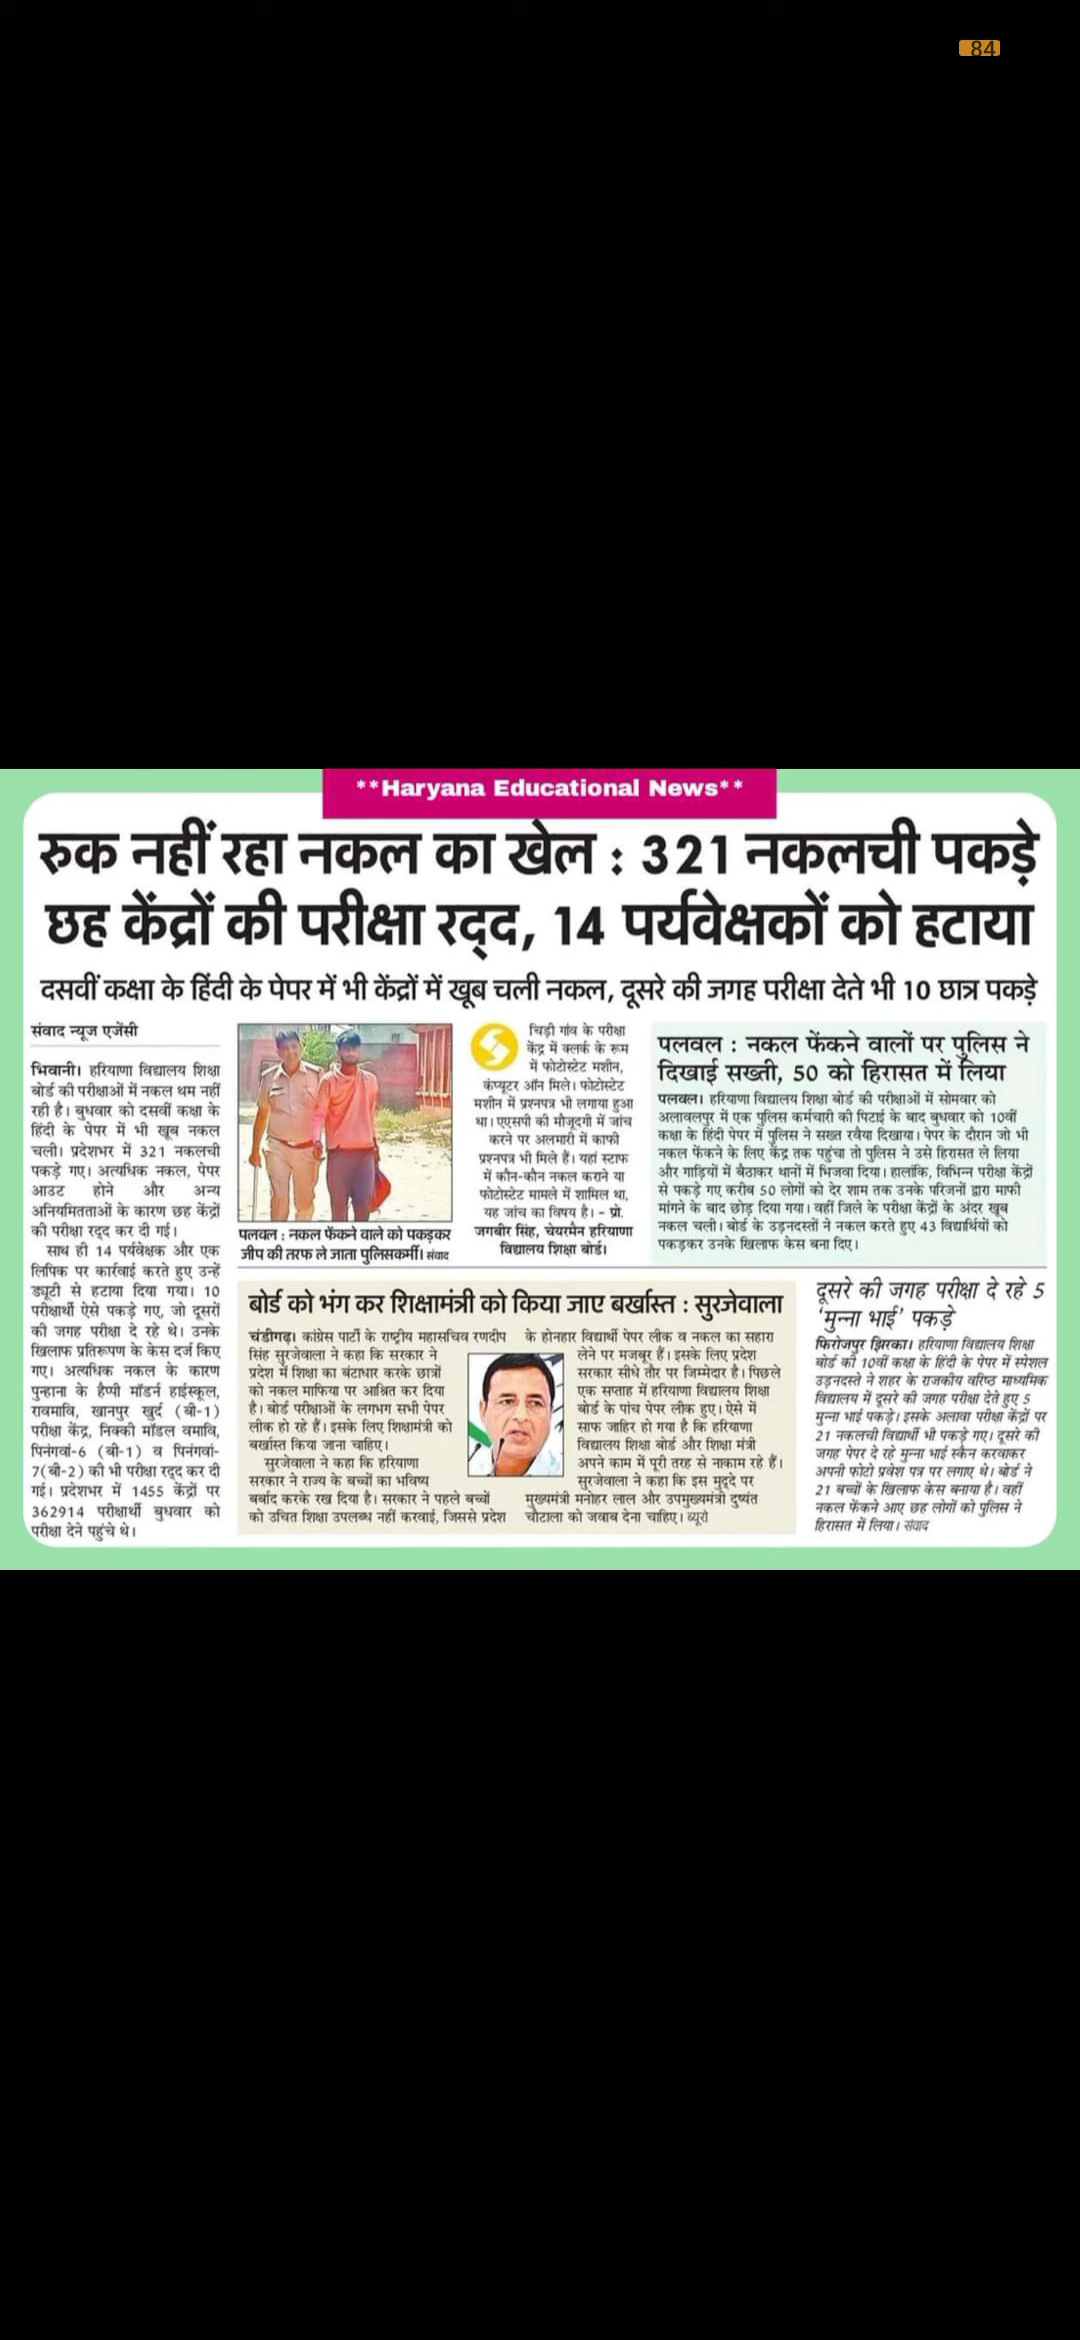 84
**Haryana Educational News**
रुक नहीं रहा नकल का खेल : 321 नकलची पकड़े
छह केंद्रों की परीक्षा रद्द, 14 पर्यवेक्षकों को हटाया
दसवीं कक्षा के हिंदी के पेपर में भी केंद्रों में खूब चली नकल, दूसरे की जगह परीक्षा देते भी 10 छात्र पकड़े
संवाद न्यूज एजेंसी
भिवानी। हरियाणा विद्यालय शिक्षा
बोर्ड की परीक्षाओं में नकल थम नहीं
रही है। बुधवार को दसवीं कक्षा के
हिंदी के पेपर में भी खूब नकल
चली। प्रदेशभर में 321 नकलची
पकड़े गए। अत्यधिक नकल, पेपर
आउट होने और अन्य
अनियमितताओं के कारण छह केंद्रों
की परीक्षा रद्द कर दी गई।
साथ ही 14 पर्यवेक्षक और एक
लिपिक पर कार्रवाई करते हुए उन्हें
ड्यूटी से हटाया दिया गया। 10
परीक्षार्थी ऐसे पकड़े गए, जो दूसरों
की जगह परीक्षा दे रहे थे। उनके
खिलाफ प्रतिरूपण के केस दर्ज किए
गए। अत्यधिक नकल के कारण
पुन्हाना के हैप्पी मॉडर्न हाईस्कूल,
रावमावि, खानपुर खुर्द (बी-1)
परीक्षा केंद्र, निक्की मॉडल वमावि,
पिनंगवां-6 (बी-1) व पिनंगवां-
7(बी-2) की भी परीक्षा रद्द कर दी
गई। प्रदेशभर में 1455 केंद्रों पर
362914 परीक्षार्थी बुधवार को
परीक्षा देने पहुंचे थे।
पलवल : नकल फेंकने वाले को पकड़कर
जीप की तरफ ले जाता पुलिसकर्मी। संवाद
चिड़ी गांव के परीक्षा
केंद्र में क्लर्क के रूम
में फोटोस्टेट मशीन,
कंप्यूटर ऑन मिले। फोटोस्टेट
मशीन में प्रश्नपत्र भी लगाया हुआ
था। एएसपी की मौजूदगी में जांच
करने पर अलमारी में काफी
प्रश्नपत्र भी मिले हैं। यहां स्टाफ
में कौन-कौन नकल कराने या
फोटोस्टेट मामले में शामिल था,
यह जांच का विषय है। - प्रो.
जगबीर सिंह, चेयरमैन हरियाणा
विद्यालय शिक्षा बोर्ड।
पलवल : नकल फेंकने वालों पर पुलिस ने
दिखाई सख्ती, 50 को हिरासत में लिया
पलवल। हरियाणा विद्यालय शिक्षा बोर्ड की परीक्षाओं में सोमवार को
अलावलपुर में एक पुलिस कर्मचारी की पिटाई के बाद बुधवार को 10वीं
कक्षा के हिंदी पेपर में पुलिस ने सख्त रवैया दिखाया। पेपर के दौरान जो भी
नकल फेंकने के लिए केंद्र तक पहुंचा तो पुलिस ने उसे हिरासत ले लिया
और गाड़ियों में बैठाकर थानों में भिजवा दिया। हालांकि, विभिन्न परीक्षा केंद्रों
से पकड़े गए करीब 50 लोगों को देर शाम तक उनके परिजनों द्वारा माफी
मांगने के बाद छोड़ दिया गया। वहीं जिले के परीक्षा केंद्रों के अंदर खूब
नकल चली। बोर्ड के उड़नदस्तों ने नकल करते हुए 43 विद्यार्थियों को
पकड़कर उनके खिलाफ केस बना दिए।
बोर्ड को भंग कर शिक्षामंत्री को किया जाए बर्खास्त : सुरजेवाला
चंडीगढ़। कांग्रेस पार्टी के राष्ट्रीय महासचिव रणदीप
सिंह सुरजेवाला ने कहा कि सरकार ने
प्रदेश में शिक्षा का बंटाधार करके छात्रों
को नकल माफिया पर आश्रित कर दिया
है। बोर्ड परीक्षाओं के लगभग सभी पेपर
लीक हो रहे हैं। इसके लिए शिक्षामंत्री को
बर्खास्त किया जाना चाहिए।
सुरजेवाला ने कहा कि हरियाणा
सरकार ने राज्य के बच्चों का भविष्य
बर्बाद करके रख दिया है। सरकार ने पहले बच्चों
को उचित शिक्षा उपलब्ध नहीं करवाई, जिससे प्रदेश
के होनहार विद्यार्थी पेपर लीक व नकल का सहारा
लेने पर मजबूर हैं। इसके लिए प्रदेश
सरकार सीधे तौर पर जिम्मेदार है। पिछले
एक सप्ताह में हरियाणा विद्यालय शिक्षा
बोर्ड के पांच पेपर लीक हुए। ऐसे में
साफ जाहिर हो गया है कि हरियाणा
विद्यालय शिक्षा बोर्ड और शिक्षा मंत्री
अपने काम में पूरी तरह से नाकाम रहे हैं।
सुरजेवाला ने कहा कि इस मुद्दे पर
मुख्यमंत्री मनोहर लाल और उपमुख्यमंत्री दुष्यंत
चौटाला को जवाब देना चाहिए। ब्यूरो
दूसरे की जगह परीक्षा दे रहे 5
'मुन्ना भाई' पकड़े
फिरोजपुर झिरका। हरियाणा विद्यालय शिक्षा
बोर्ड की 10वीं कक्षा के हिंदी के पेपर में स्पेशल
उड़नदस्ते ने शहर के राजकीय वरिष्ठ माध्यमिक
विद्यालय में दूसरे की जगह परीक्षा देते हुए 5
मुन्ना भाई पकड़े। इसके अलावा परीक्षा केंद्रों पर
21 नकलची विद्यार्थी भी पकड़े गए। दूसरे की
जगह पेपर दे रहे मुन्ना भाई स्कैन करवाकर
अपनी फोटो प्रवेश पत्र पर लगाए थे। बोर्ड ने
21 बच्चों के खिलाफ केस बनाया है। वहीं
नकल फेंकने आए छह लोगों को पुलिस ने
हिरासत में लिया। संवाद